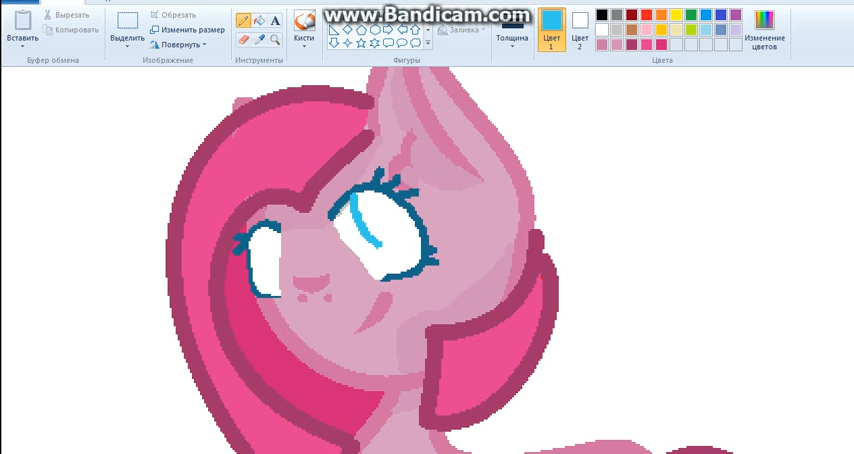 www.Bandicam.com
Вставить
Вырезать
Копировать
Буфер обмена
Выделить
Обрезать
Изменить размер
Повернуть
Изображение
A
Инструменты
Кисти
Заливка
Фигуры
Толщина
Цвет 1
Цвет 2
Изменение цветов
Цвета